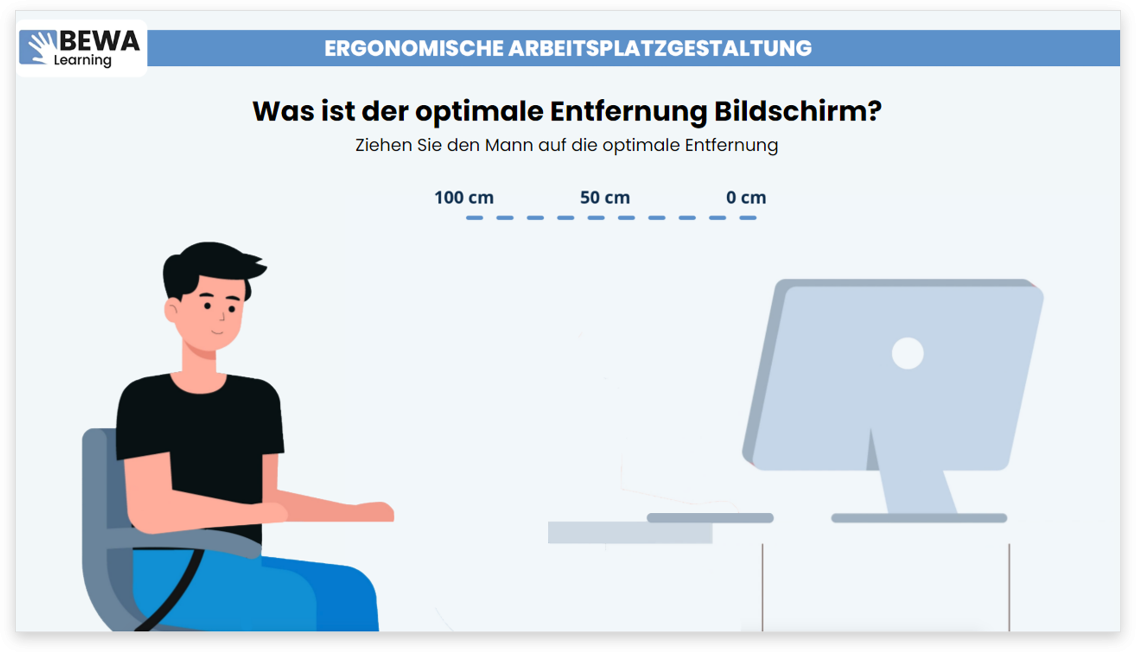 BEWA
Learning
ERGONOMISCHE ARBEITSPLATZGESTALTUNG
Was ist der optimale Entfernung Bildschirm?
Ziehen Sie den Mann auf die optimale Entfernung
100 cm 50 cm 0 cm